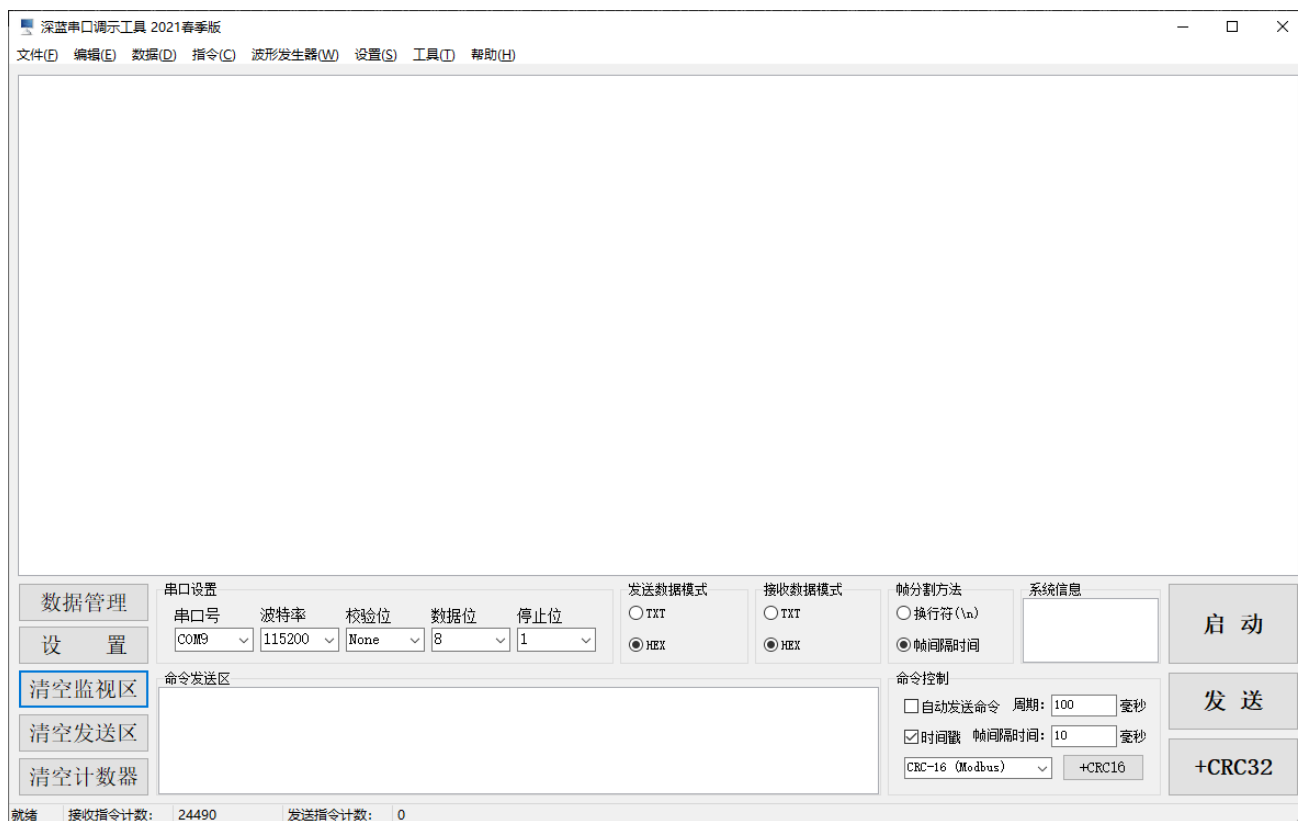 深蓝串口调示工具 2021春季版
文件(F) 编辑(E) 数据(D) 指令(C) 波形发生器(W) 设置(S) 工具(T) 帮助(H)
数据管理
设 置
清空监视区
清空发送区
清空计数器
串口设置
串口号 波特率 校验位 数据位 停止位
COM9 115200 None 8 1
发送数据模式
TXT
HEX
接收数据模式
TXT
HEX
帧分割方法
换行符(\n)
帧间隔时间
系统信息
命令发送区
命令控制
自动发送命令 周期: 100 毫秒
时间戳 帧间隔时间: 10 毫秒
CRC-16 (Modbus) +CRC16
启 动
发 送
+CRC32
就绪 接收指令计数: 24490 发送指令计数: 0